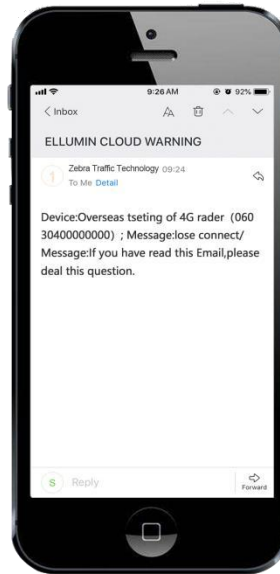 9:26 AM
92%
Inbox
AA
ELLUMIN CLOUD WARNING
1
Zebra Traffic Technology 09:24
To Me Detail
Device:Overseas tseting of 4G rader (060
30400000000) ; Message:lose connect/
Message:If you have read this Email,please
deal this question.
S
Reply
Forward